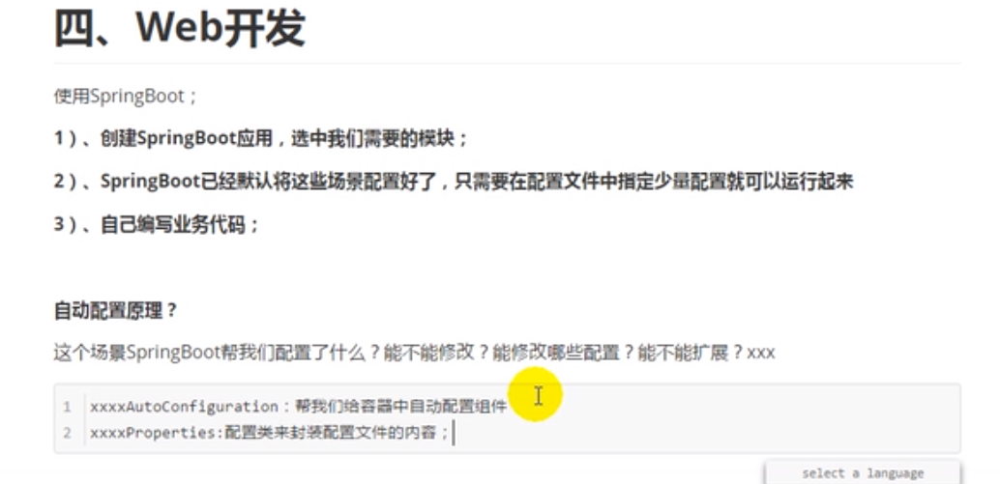 四、Web开发
使用SpringBoot；
1）、创建SpringBoot应用，选中我们需要的模块；
2）、SpringBoot已经默认将这些场景配置好了，只需要在配置文件中指定少量配置就可以运行起来
3）、自己编写业务代码；
自动配置原理？
这个场景SpringBoot帮我们配置了什么？能不能修改？能修改哪些配置？能不能扩展？xxx
1 xxxxAutoConfiguration：帮我们给容器中自动配置组件
2 xxxxProperties:配置类来封装配置文件的内容；
select a language